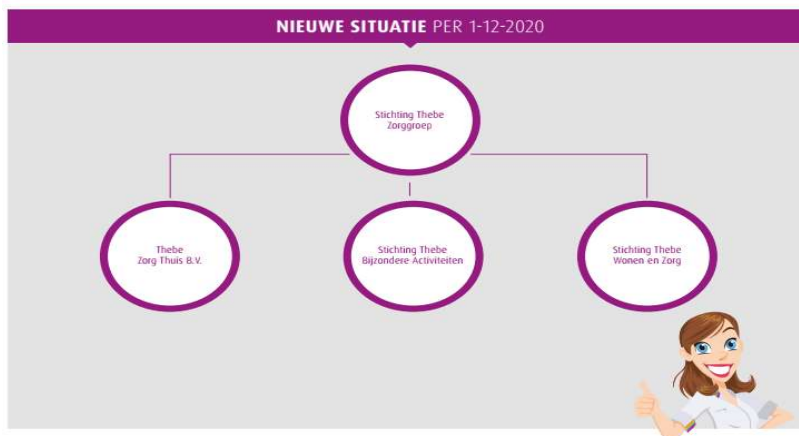 NIEUWE SITUATIE PER 1-12-2020
Stichting Thebe
Zorggroep
Thebe
Zorg Thuis B.V.
Stichting Thebe
Bijzondere Activiteiten
Stichting Thebe
Wonen en Zorg